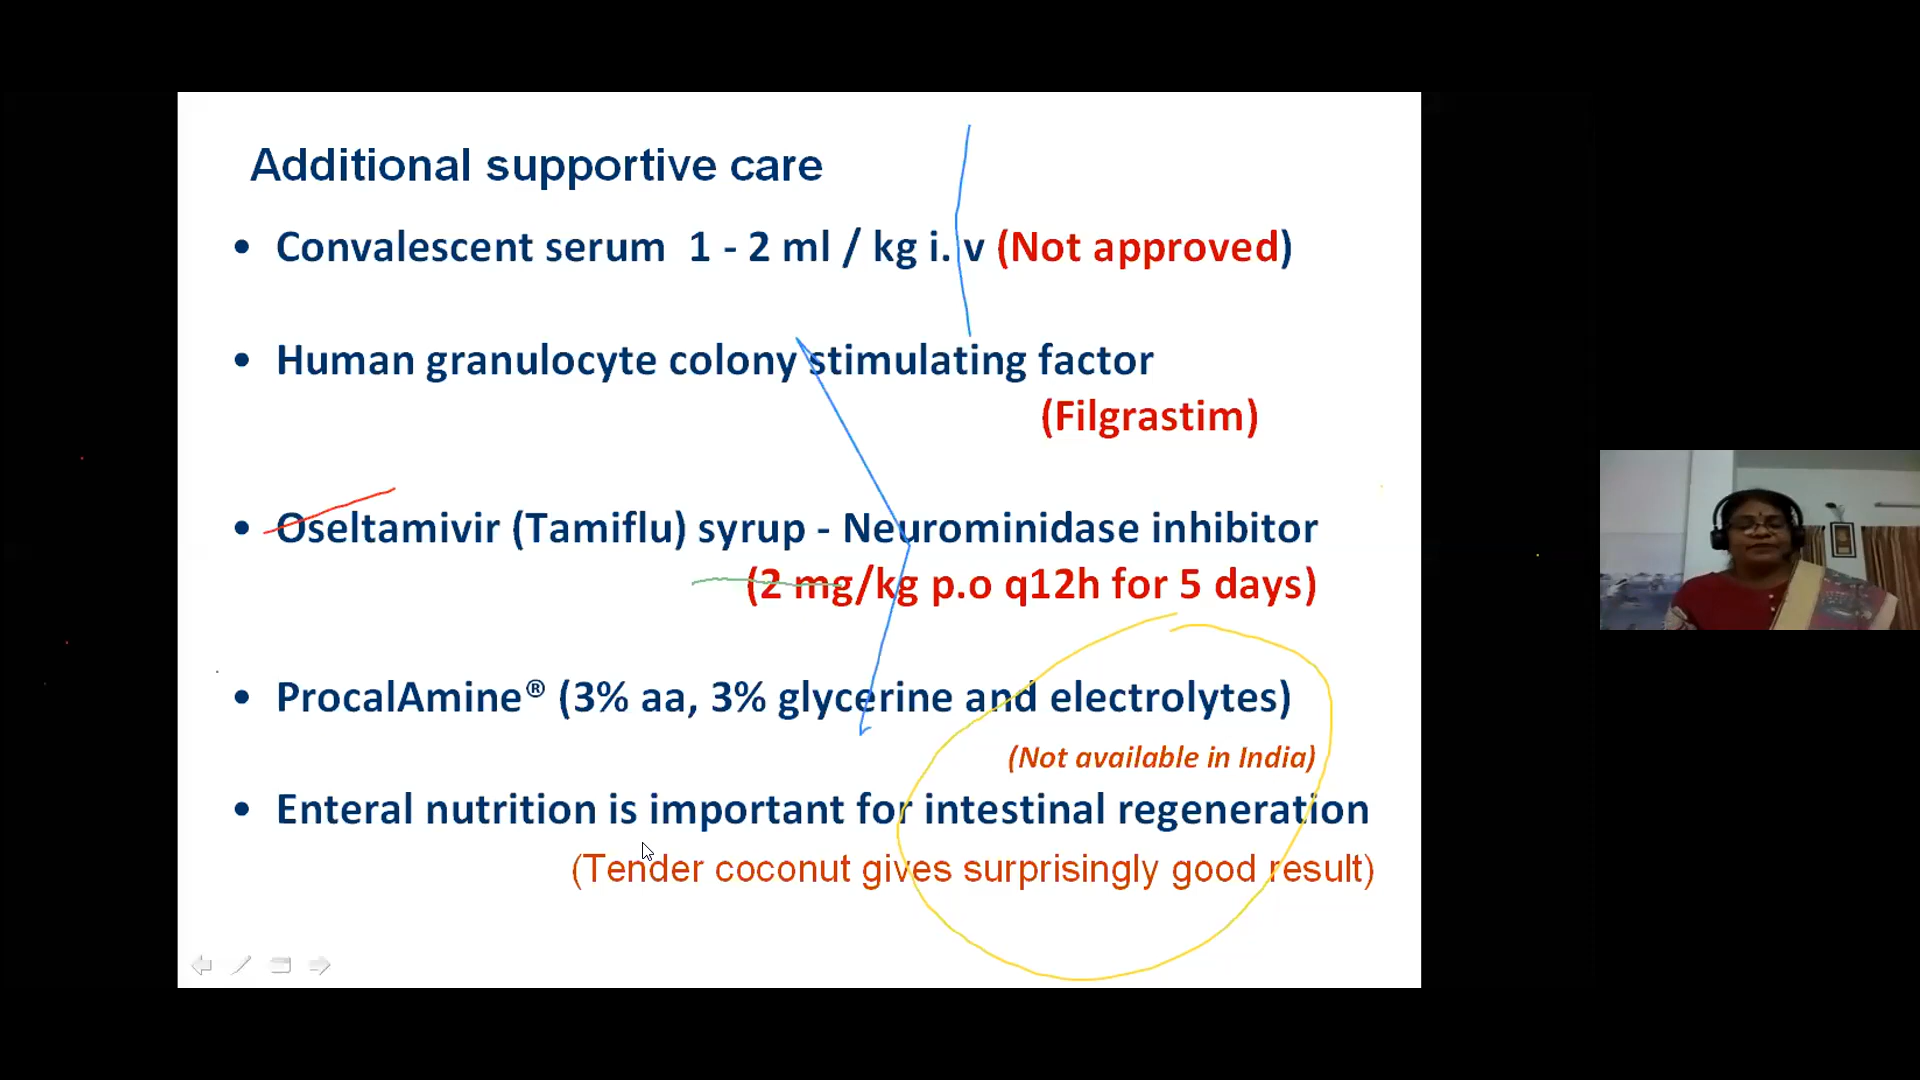 Additional supportive care
• Convalescent serum 1 - 2 ml / kg i. v (Not approved)
• Human granulocyte colony stimulating factor
(Filgrastim)
• Oseltamivir (Tamiflu) syrup - Neurominidase inhibitor
(2 mg/kg p.o q12h for 5 days)
• ProcalAmine® (3% aa, 3% glycerine and electrolytes)
(Not available in India)
• Enteral nutrition is important for intestinal regeneration
(Tender coconut gives surprisingly good result)